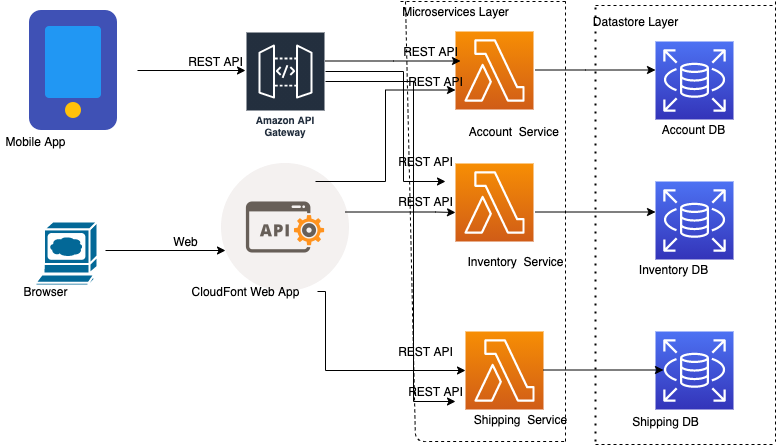 Microservices Layer
Datastore Layer
REST API
REST API
REST API
</>
Amazon API
Gateway
Account Service
Account DB
Mobile App
REST API
REST API
API
Web
Browser
CloudFont Web App
Inventory Service
Inventory DB
REST API
REST API
Shipping Service
Shipping DB